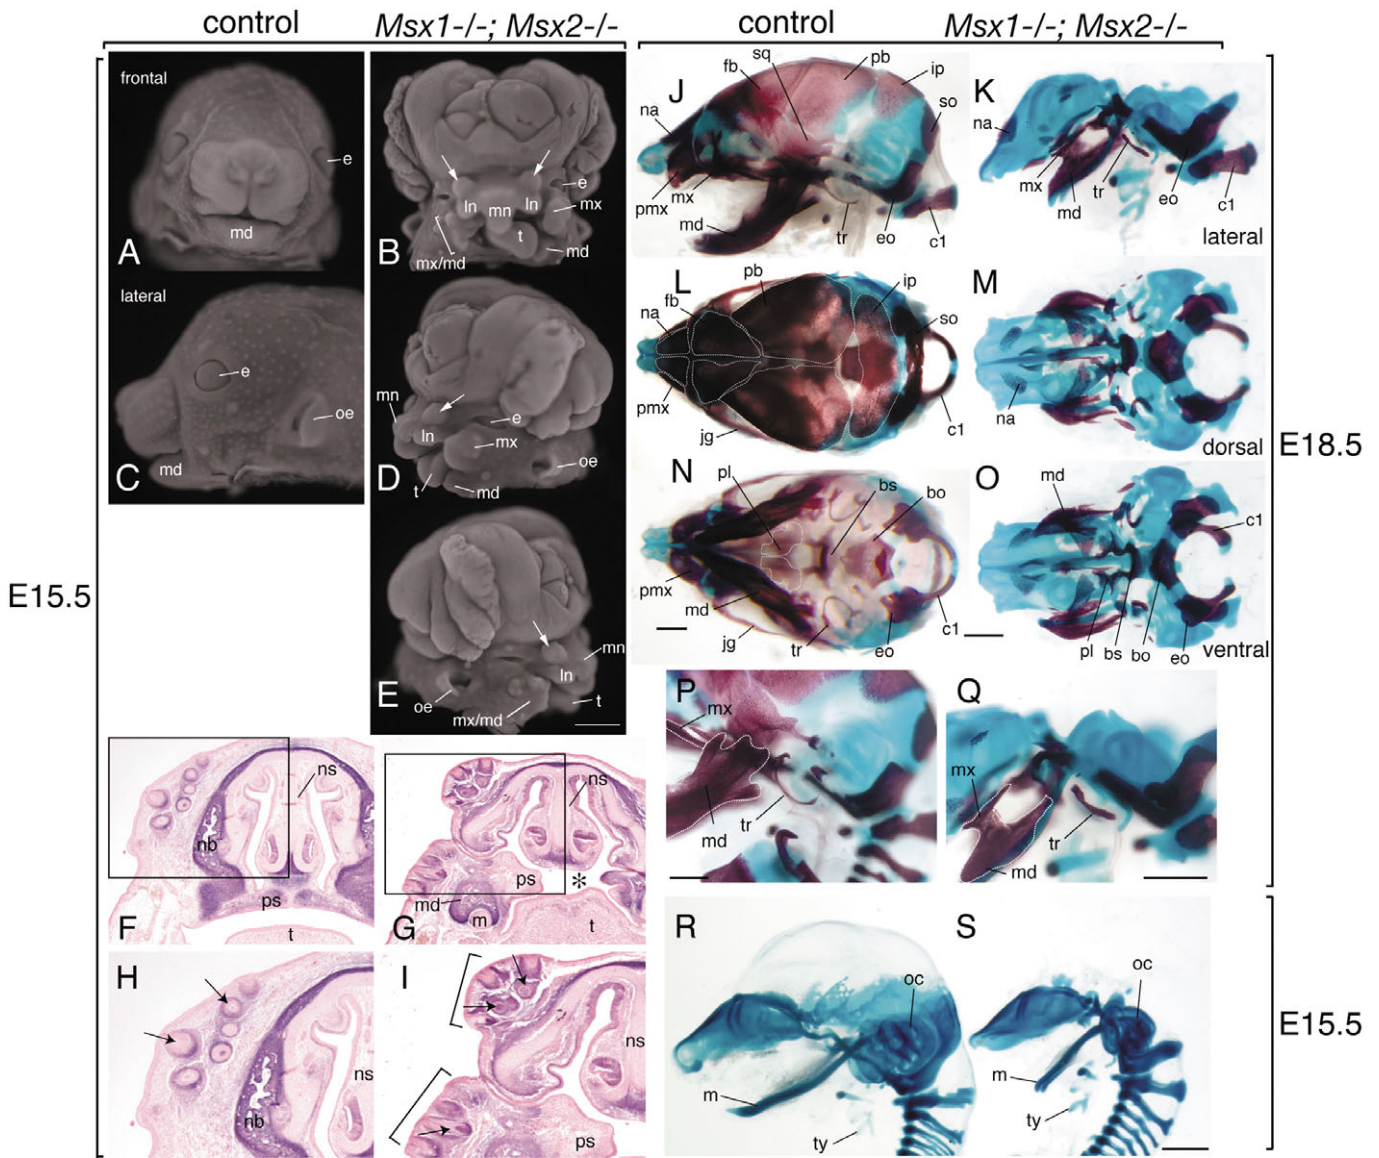 control
Msx1-/-; Msx2-/-
control
Msx1-/-; Msx2-/-
E15.5
E18.5
E15.5
frontal
e
md
A
e
ln
mn
ln
mx
t
md
mx/md
B
lateral
e
oe
md
C
mn
e
ln
mx
oe
t
md
D
mn
ln
oe
t
mx/md
E
ns
nb
ps
t
F
ns
ps
*
md
m
t
G
H
ns
nb
I
ns
ps
J
na
fb
sq
pb
ip
so
pmx
mx
md
tr
eo
c1
K
na
mx
md
tr
eo
c1
lateral
L
na
fb
pb
ip
so
pmx
jg
c1
M
na
dorsal
N
pl
bs
bo
pmx
md
jg
tr
eo
c1
O
md
c1
pl
bs
bo
eo
ventral
P
mx
md
tr
Q
mx
tr
md
R
oc
m
ty
S
oc
m
ty